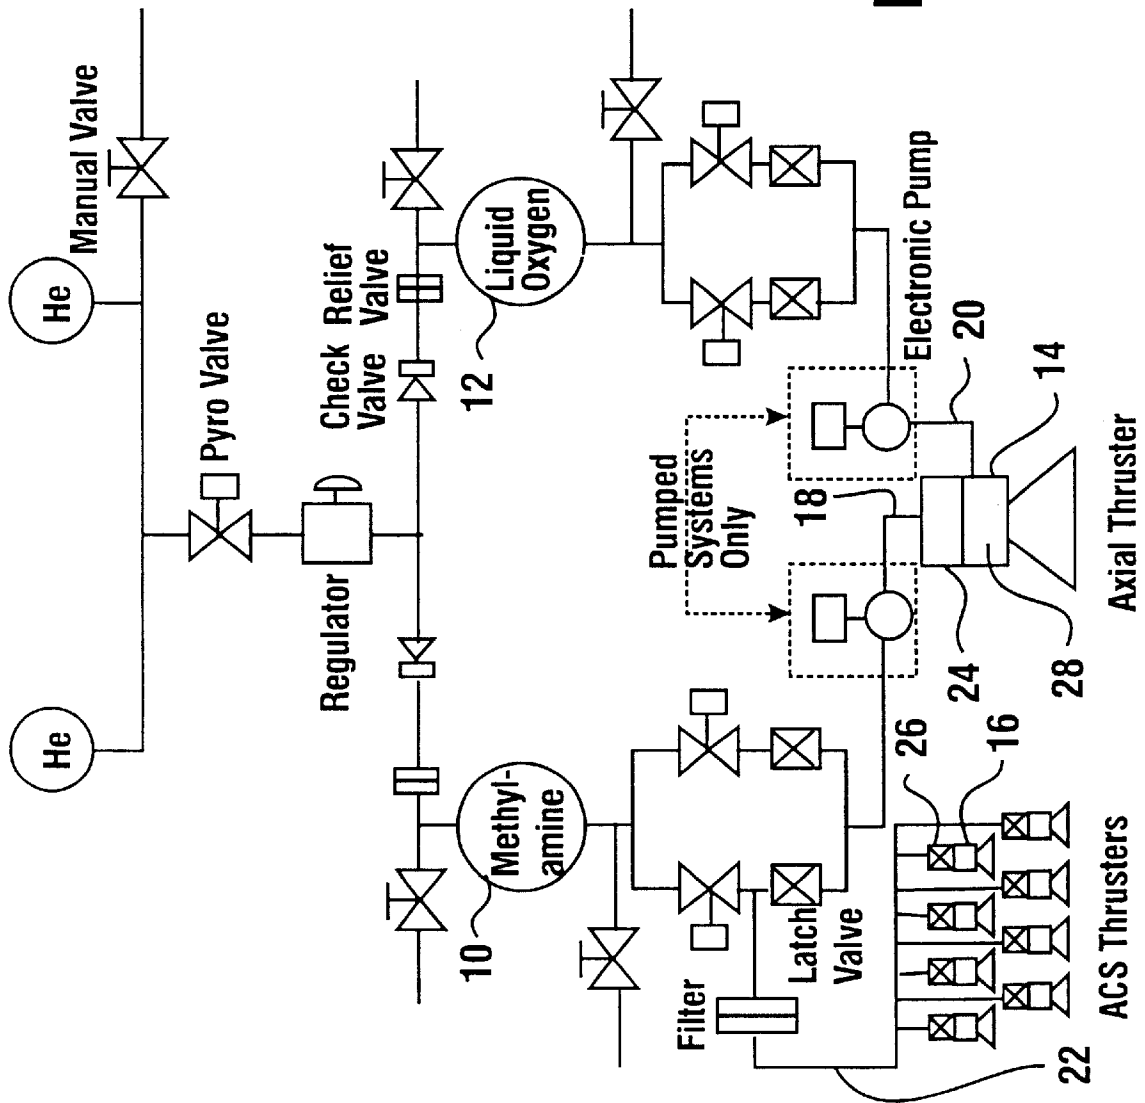 He
He
Manual Valve
Pyro Valve
Regulator
Check
Valve
Relief
Valve
10
Methyl-
amine
12
Liquid
Oxygen
Filter
Latch
Valve
Pumped
Systems
Only
Electronic Pump
18
20
14
24
28
26
16
22
ACS Thrusters
Axial Thruster